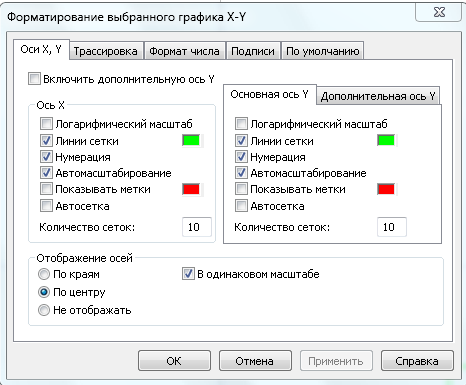 Форматирование выбранного графика X-Y
Оси X, Y
Трассировка
Формат числа
Подписи
По умолчанию
Включить дополнительную ось Y
Ось X
Логарифмический масштаб
Линии сетки
Нумерация
Автомасштабирование
Показывать метки
Автосетка
Количество сеток: 10
Основная ось Y
Дополнительная ось Y
Логарифмический масштаб
Линии сетки
Нумерация
Автомасштабирование
Показывать метки
Автосетка
Количество сеток: 10
Отображение осей
По краям
По центру
Не отображать
В одинаковом масштабе
ОК
Отмена
Применить
Справка